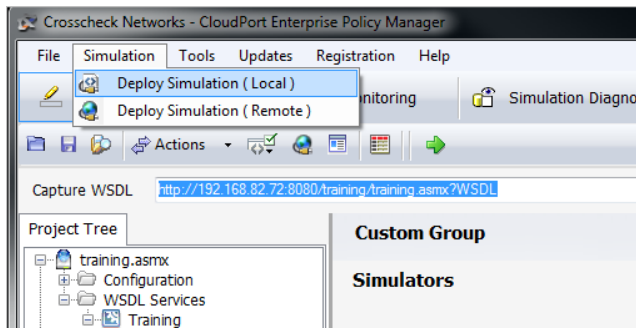 Crosscheck Networks - CloudPort Enterprise Policy Manager
File Simulation Tools Updates Registration Help
Deploy Simulation ( Local )
Deploy Simulation ( Remote )
nitoring Simulation Diagno
Actions
Capture WSDL http://192.168.82.72:8080/training/training.asmx?WSDL
Project Tree
Custom Group
training.asmx
Configuration
Simulators
WSDL Services
Training